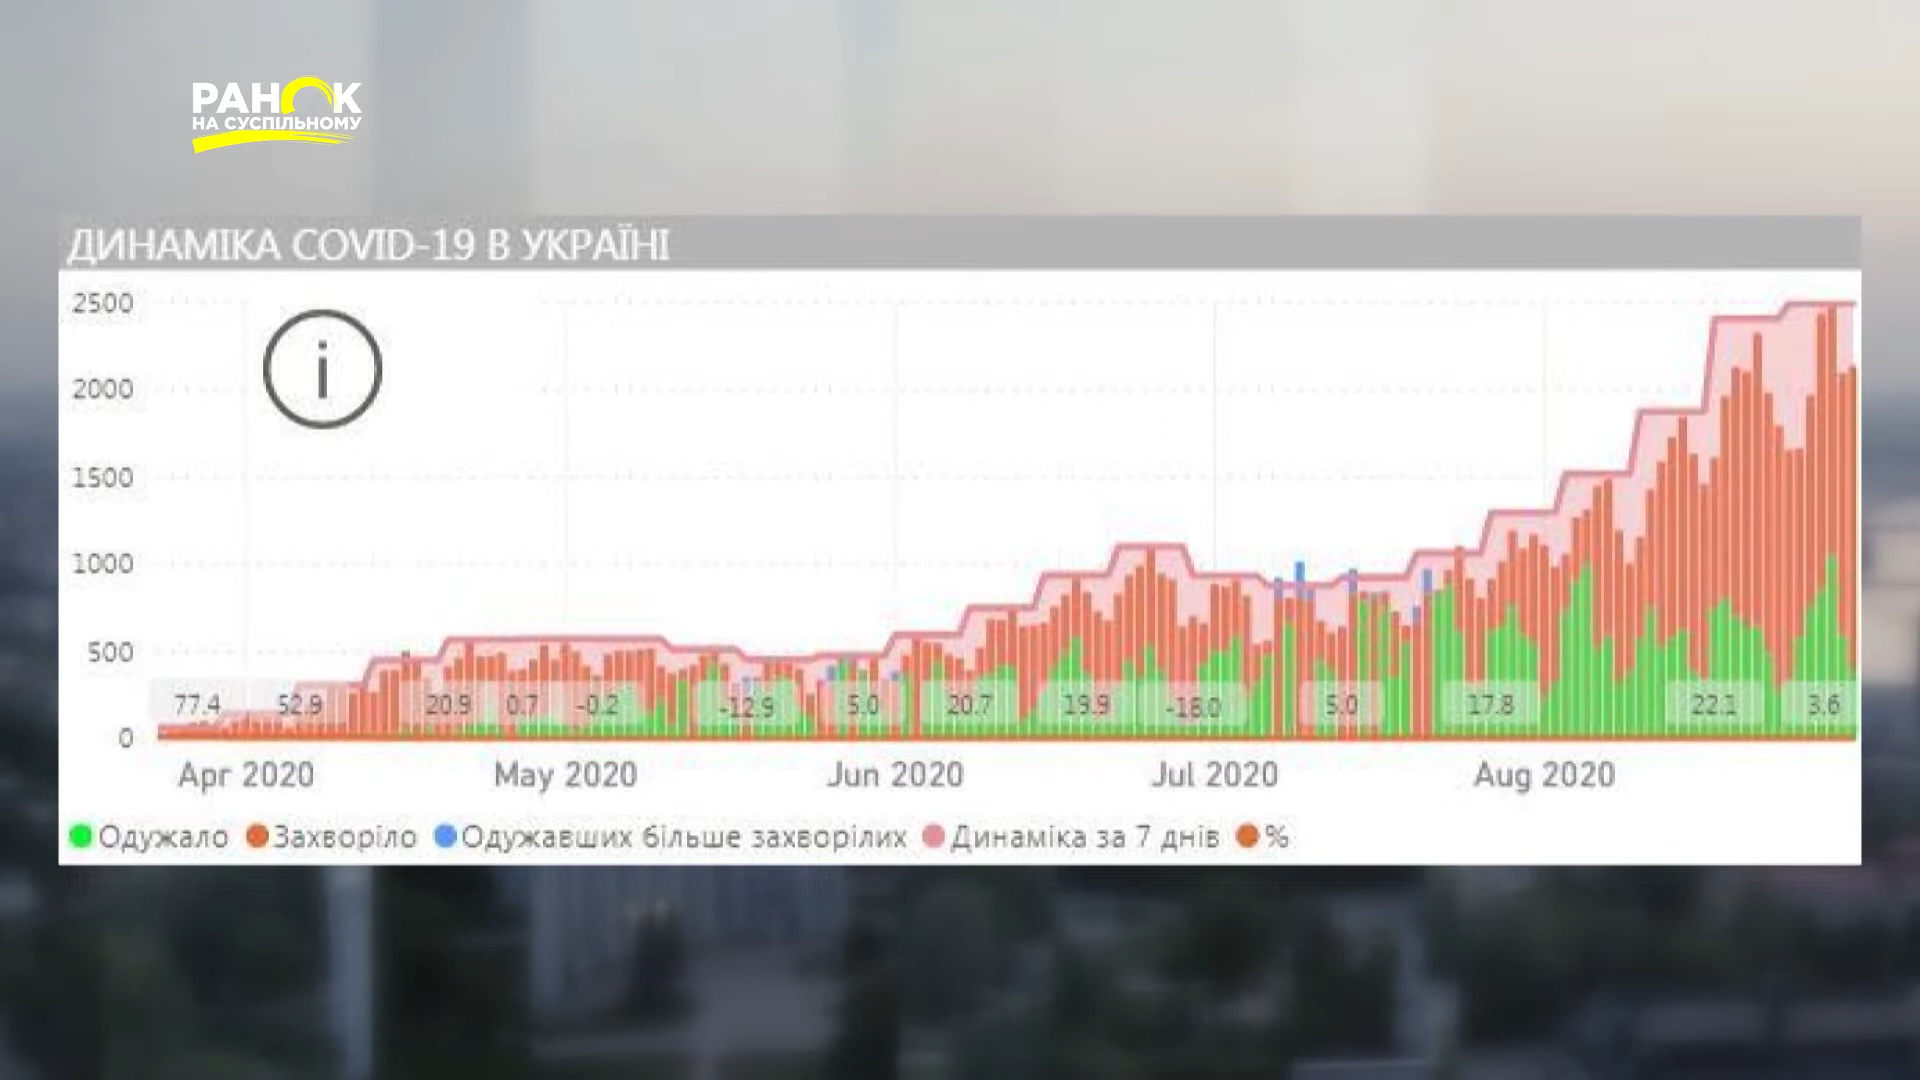 РАНОК
НА СУСПІЛЬНОМУ
ДИНАМІКА COVID-19 В УКРАЇНІ
2500
2000
1500
1000
500
0
77.4 52.9 20.9 0.7 -0.2 -12.9 5.0 20.7 19.9 -18.0 5.0 17.8 22.1 3.6
Apr 2020 May 2020 Jun 2020 Jul 2020 Aug 2020
Одужало Захворіло Одужавших більше захворілих Динаміка за 7 днів %